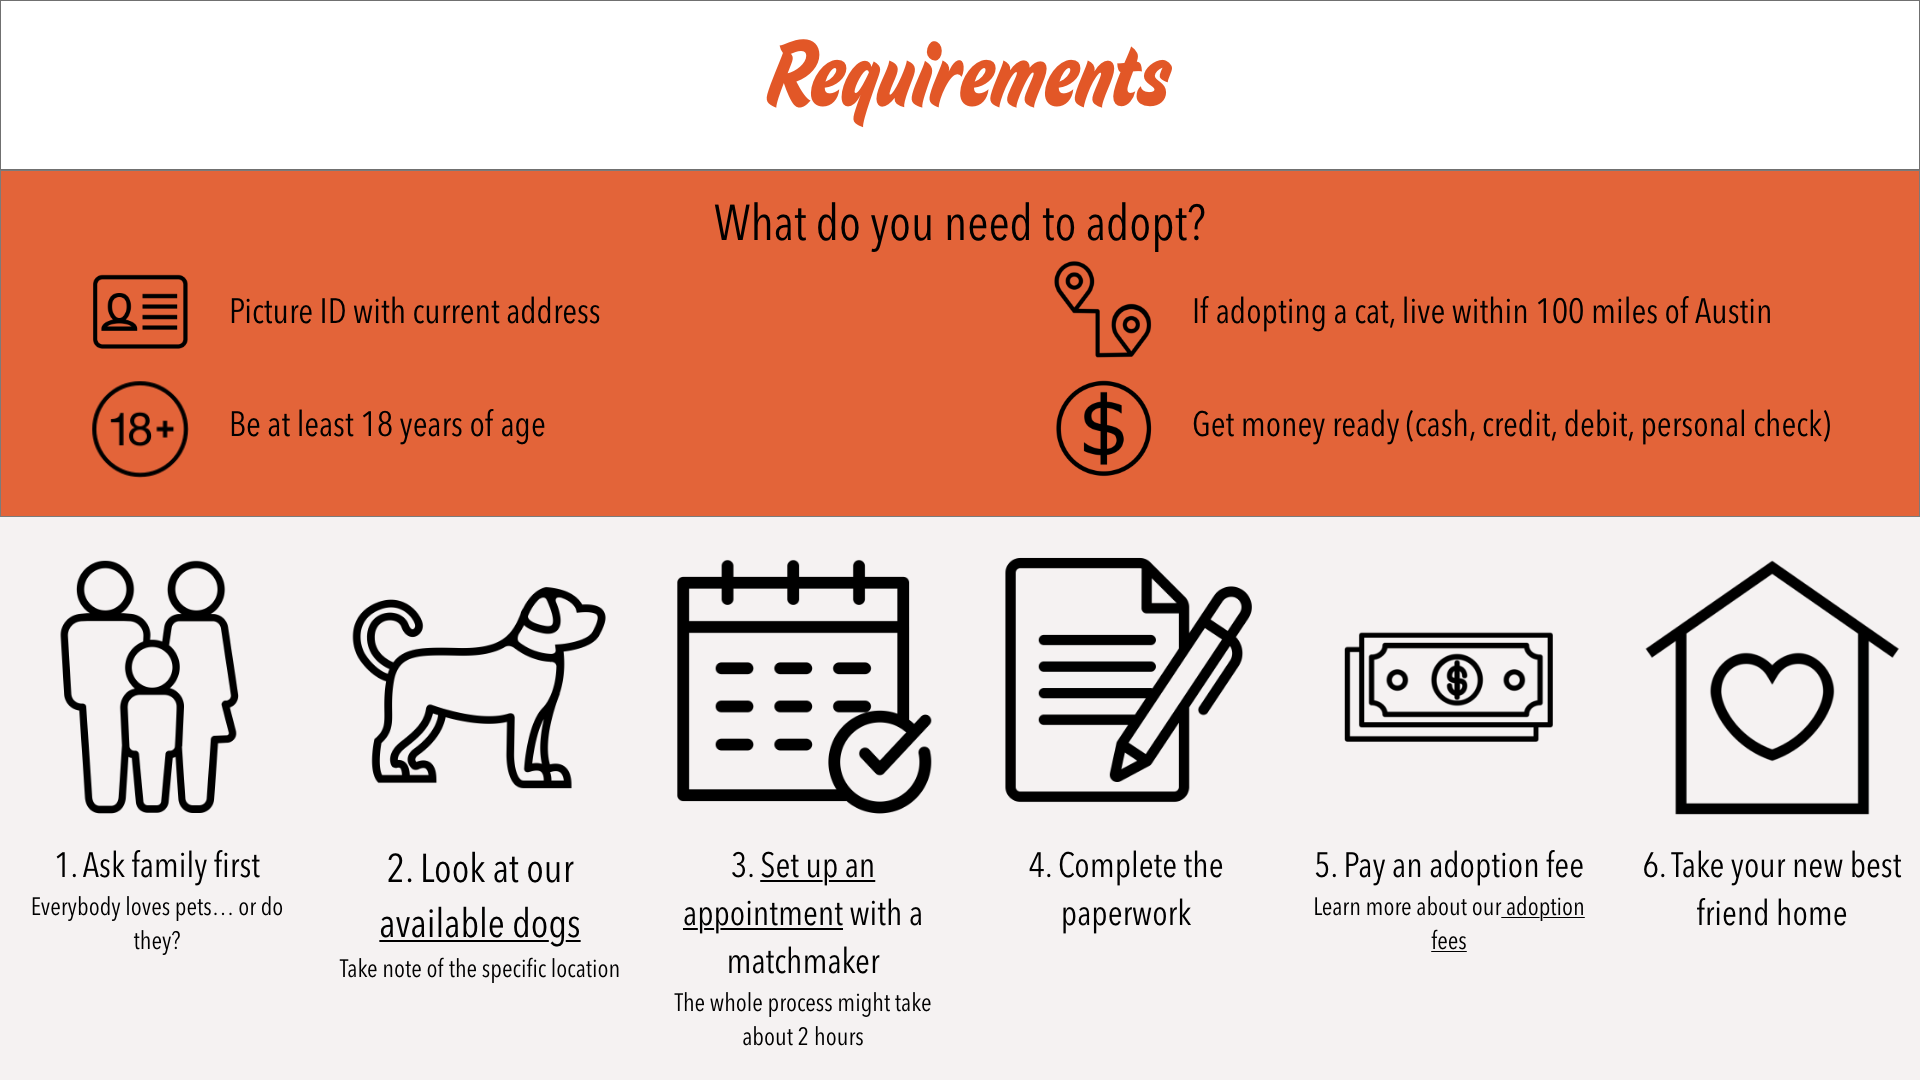 Requirements
What do you need to adopt?
Picture ID with current address
If adopting a cat, live within 100 miles of Austin
18+
Be at least 18 years of age
$
Get money ready (cash, credit, debit, personal check)
$
1. Ask family first
Everybody loves pets… or do
they?
2. Look at our
available dogs
Take note of the specific location
3. Set up an
appointment with a
matchmaker
The whole process might take
about 2 hours
4. Complete the
paperwork
5. Pay an adoption fee
Learn more about our adoption
fees
6. Take your new best
friend home